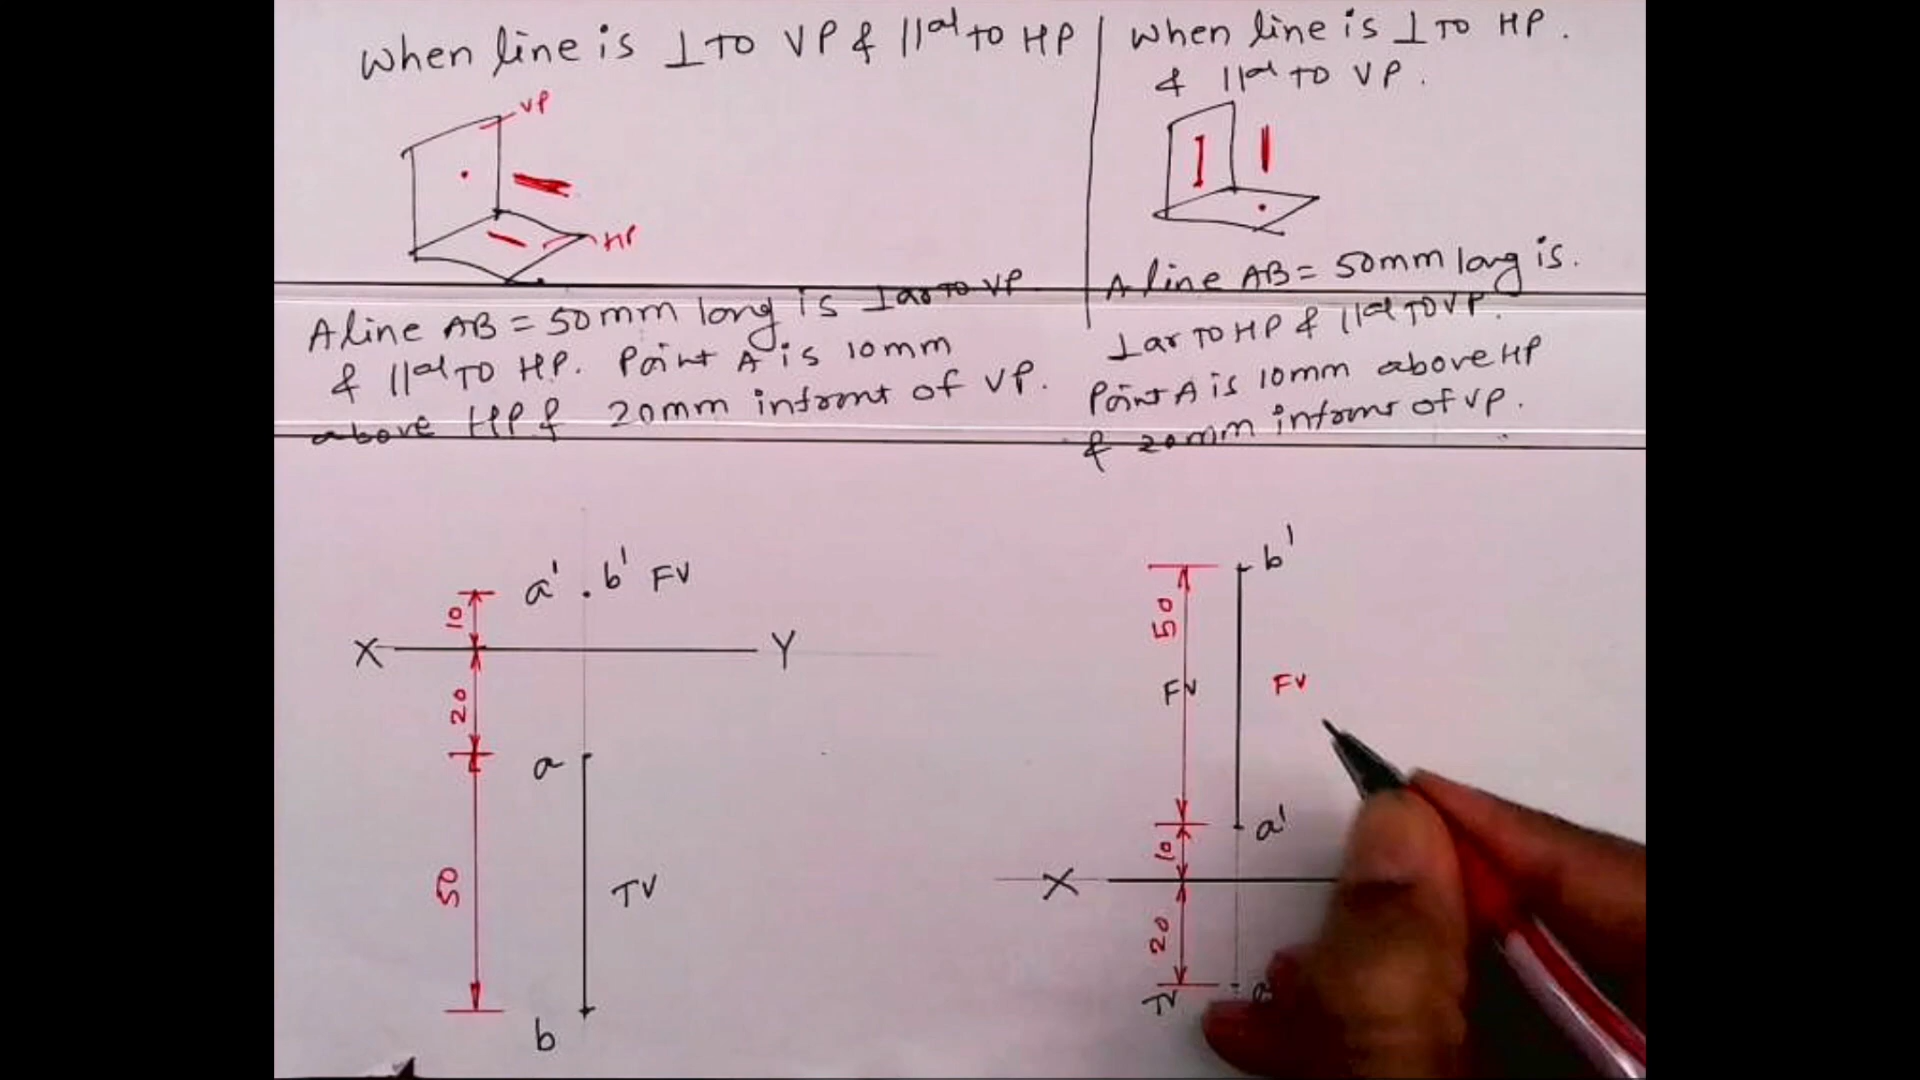 When line is ⊥ TO VP & ||al to HP
VP
HP
A line AB = 50mm long is ⊥ar TO VP
& ||al TO HP. Point A is 10mm
above HP & 20mm infront of VP.
When line is ⊥ TO HP.
& ||al TO VP.
A line AB = 50mm long is.
⊥ar TO HP & ||al TO VP.
Point A is 10mm above HP
& 20mm infront of VP.
a' b' FV
10
X Y
20
a
50
TV
b
b'
50
FV FV
a'
10
X
20
TV a